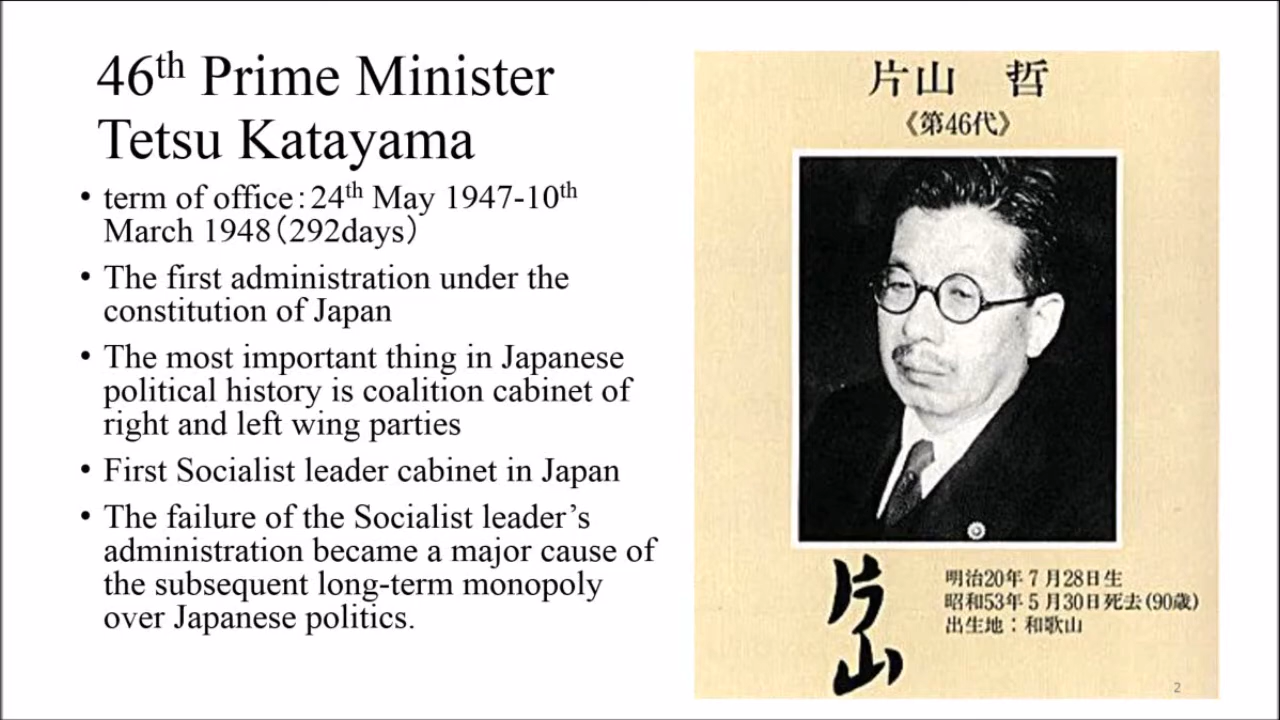 46th Prime Minister
Tetsu Katayama
• term of office：24th May 1947-10th
March 1948（292days）
• The first administration under the
constitution of Japan
• The most important thing in Japanese
political history is coalition cabinet of
right and left wing parties
• First Socialist leader cabinet in Japan
• The failure of the Socialist leader’s
administration became a major cause of
the subsequent long-term monopoly
over Japanese politics.
片山　哲
《第46代》
片山
明治20年7月28日生
昭和53年5月30日死去(90歳)
出生地：和歌山
2